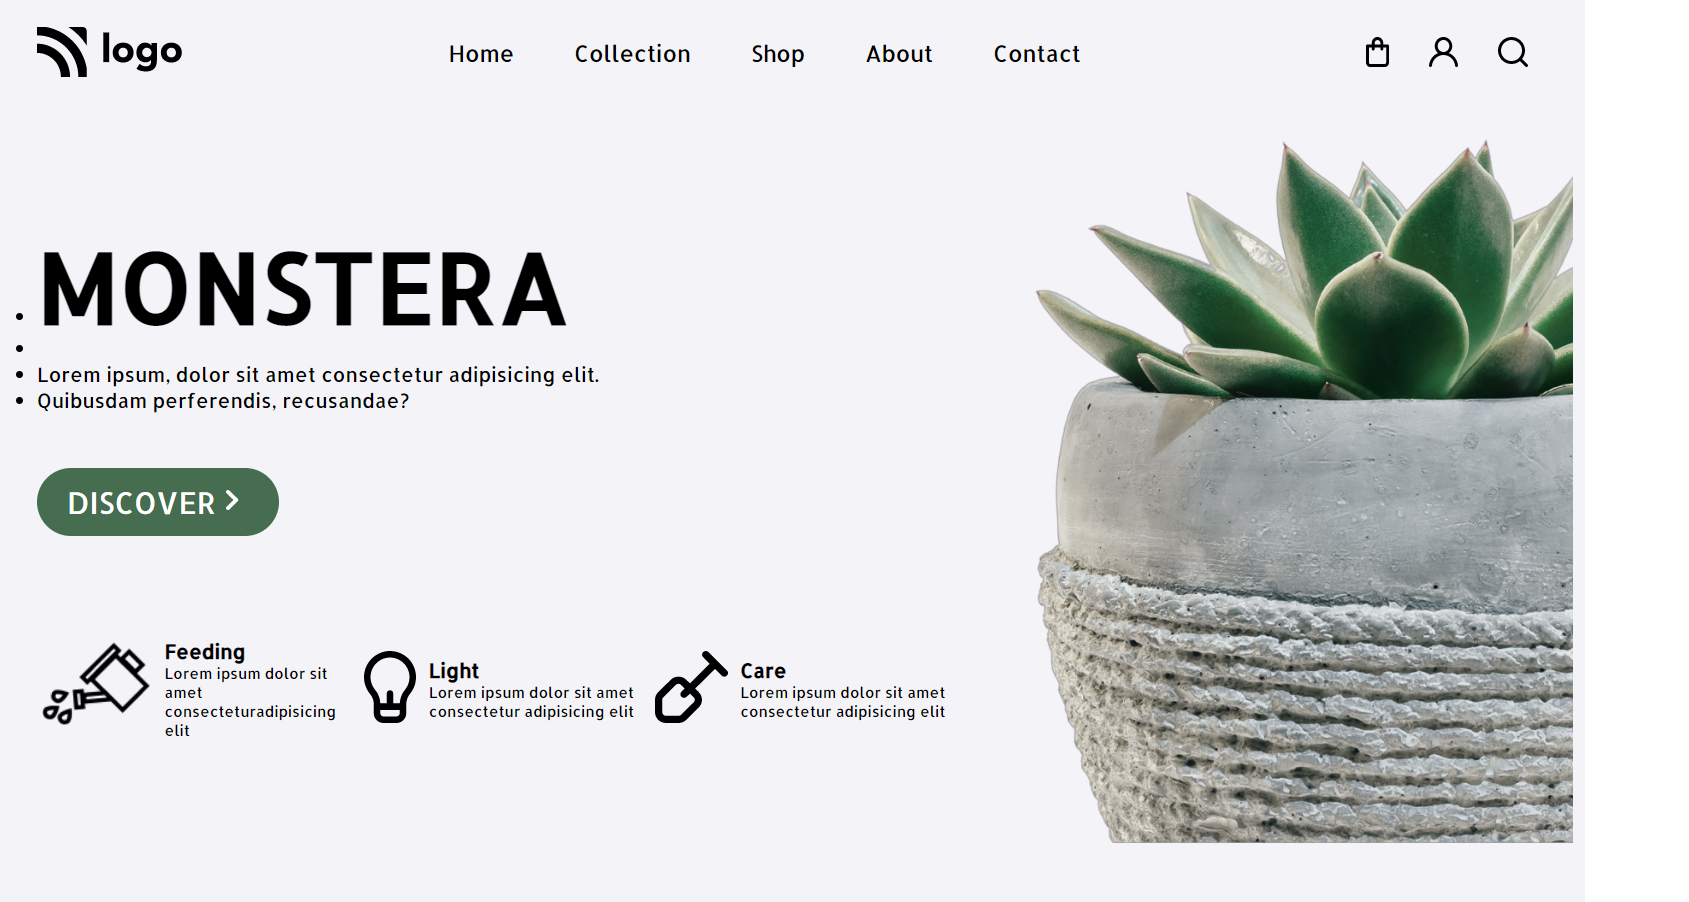 logo
Home Collection Shop About Contact
MONSTERA
Lorem ipsum, dolor sit amet consectetur adipisicing elit.
Quibusdam perferendis, recusandae?
DISCOVER
Feeding
Lorem ipsum dolor sit
amet
consecteturadipisicing
elit
Light
Lorem ipsum dolor sit amet
consectetur adipisicing elit
Care
Lorem ipsum dolor sit amet
consectetur adipisicing elit